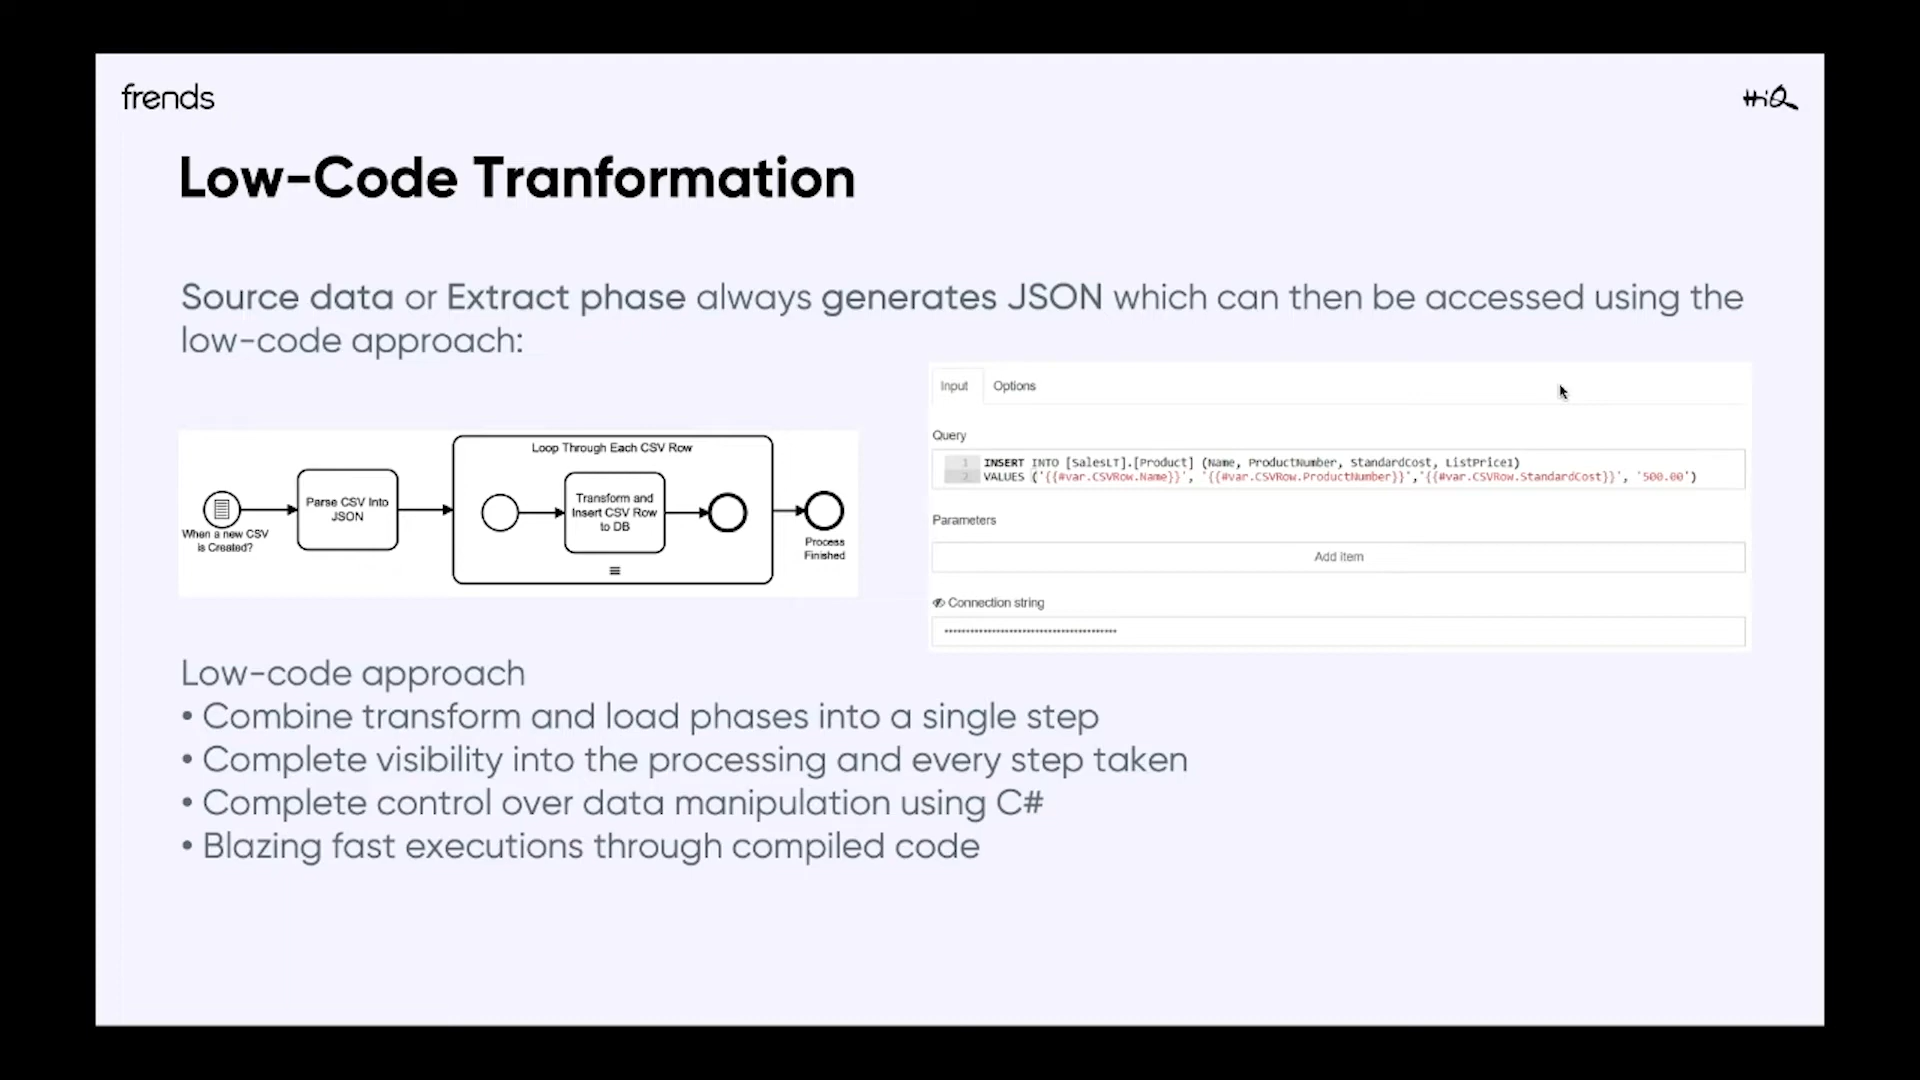 frends
HiQ
Low-Code Tranformation
Source data or Extract phase always generates JSON which can then be accessed using the
low-code approach:
When a new CSV
is Created?
Parse CSV Into
JSON
Loop Through Each CSV Row
Transform and
Insert CSV Row
to DB
Process
Finished
Input Options
Query
1 INSERT INTO [SalesLT].[Product] (Name, ProductNumber, StandardCost, ListPrice1)
2 VALUES ('{{#var.CSVRow.Name}}', '{{#var.CSVRow.ProductNumber}}','{{#var.CSVRow.StandardCost}}', '500.00')
Parameters
Add item
Connection string
Low-code approach
• Combine transform and load phases into a single step
• Complete visibility into the processing and every step taken
• Complete control over data manipulation using C#
• Blazing fast executions through compiled code